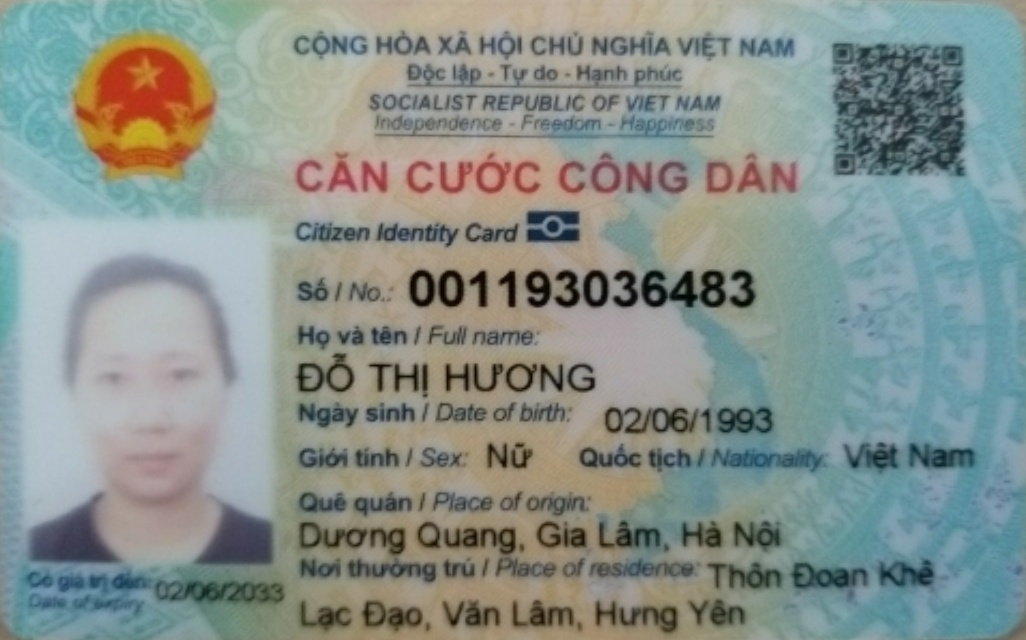 CỘNG HÒA XÃ HỘI CHỦ NGHĨA VIỆT NAM
Độc lập - Tự do - Hạnh phúc
SOCIALIST REPUBLIC OF VIET NAM
Independence - Freedom - Happiness
CĂN CƯỚC CÔNG DÂN
Citizen Identity Card
Số / No.: 001193036483
Họ và tên / Full name:
ĐỖ THỊ HƯƠNG
Ngày sinh / Date of birth: 02/06/1993
Giới tính / Sex: Nữ Quốc tịch / Nationality: Việt Nam
Quê quán / Place of origin:
Dương Quang, Gia Lâm, Hà Nội
Nơi thường trú / Place of residence: Thôn Đoan Khê
Lạc Đạo, Văn Lâm, Hưng Yên
Có giá trị đến: 02/06/2033
Date of expiry